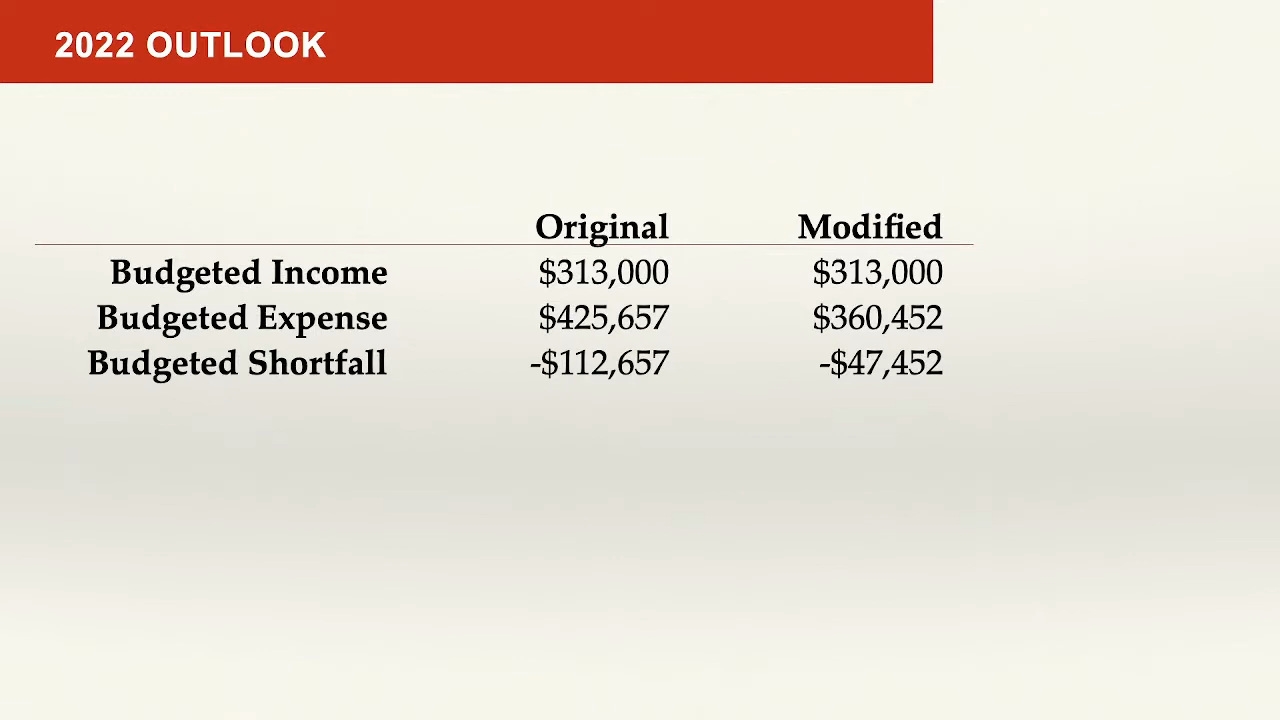 2022 OUTLOOK
Original Modified
Budgeted Income $313,000 $313,000
Budgeted Expense $425,657 $360,452
Budgeted Shortfall -$112,657 -$47,452